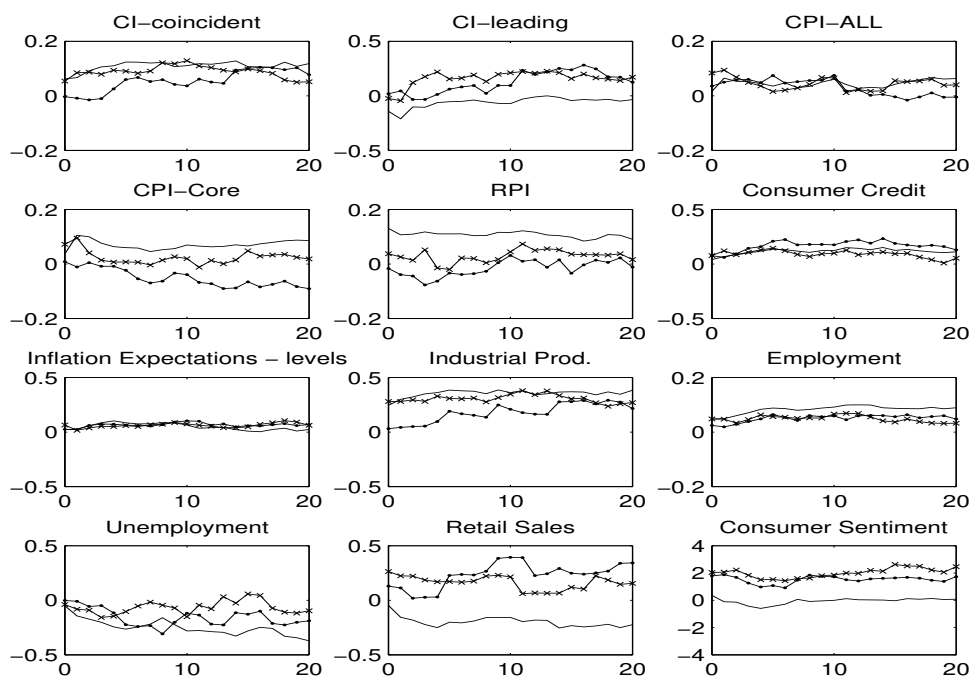 CI−coincident CI−leading CPI−ALL
0.2 0.5 0.2
0 0 0
−0.2 −0.5 −0.2
0 10 20 0 10 20 0 10 20
CPI−Core RPI Consumer Credit
0.2 0.2 0.5
0 0 0
−0.2 −0.2 −0.5
0 10 20 0 10 20 0 10 20
Inflation Expectations − levels Industrial Prod. Employment
0.5 0.5 0.2
0 0 0
−0.5 −0.5 −0.2
0 10 20 0 10 20 0 10 20
Unemployment Retail Sales Consumer Sentiment
0.5 0.5 4
2
0 0 0
−2
−0.5 −0.5 −4
0 10 20 0 10 20 0 10 20